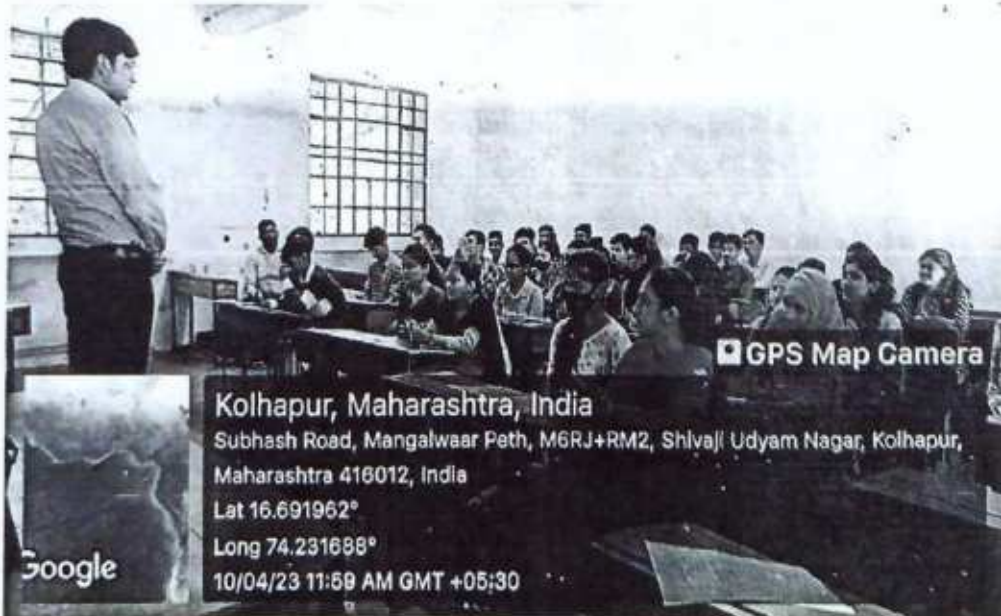 GPS Map Camera
Kolhapur, Maharashtra, India
Subhash Road, Mangalwaar Peth, M6RJ+RM2, Shivaji Udyam Nagar, Kolhapur,
Maharashtra 416012, India
Lat 16.691962°
Long 74.231688°
10/04/23 11:59 AM GMT +05:30
Google